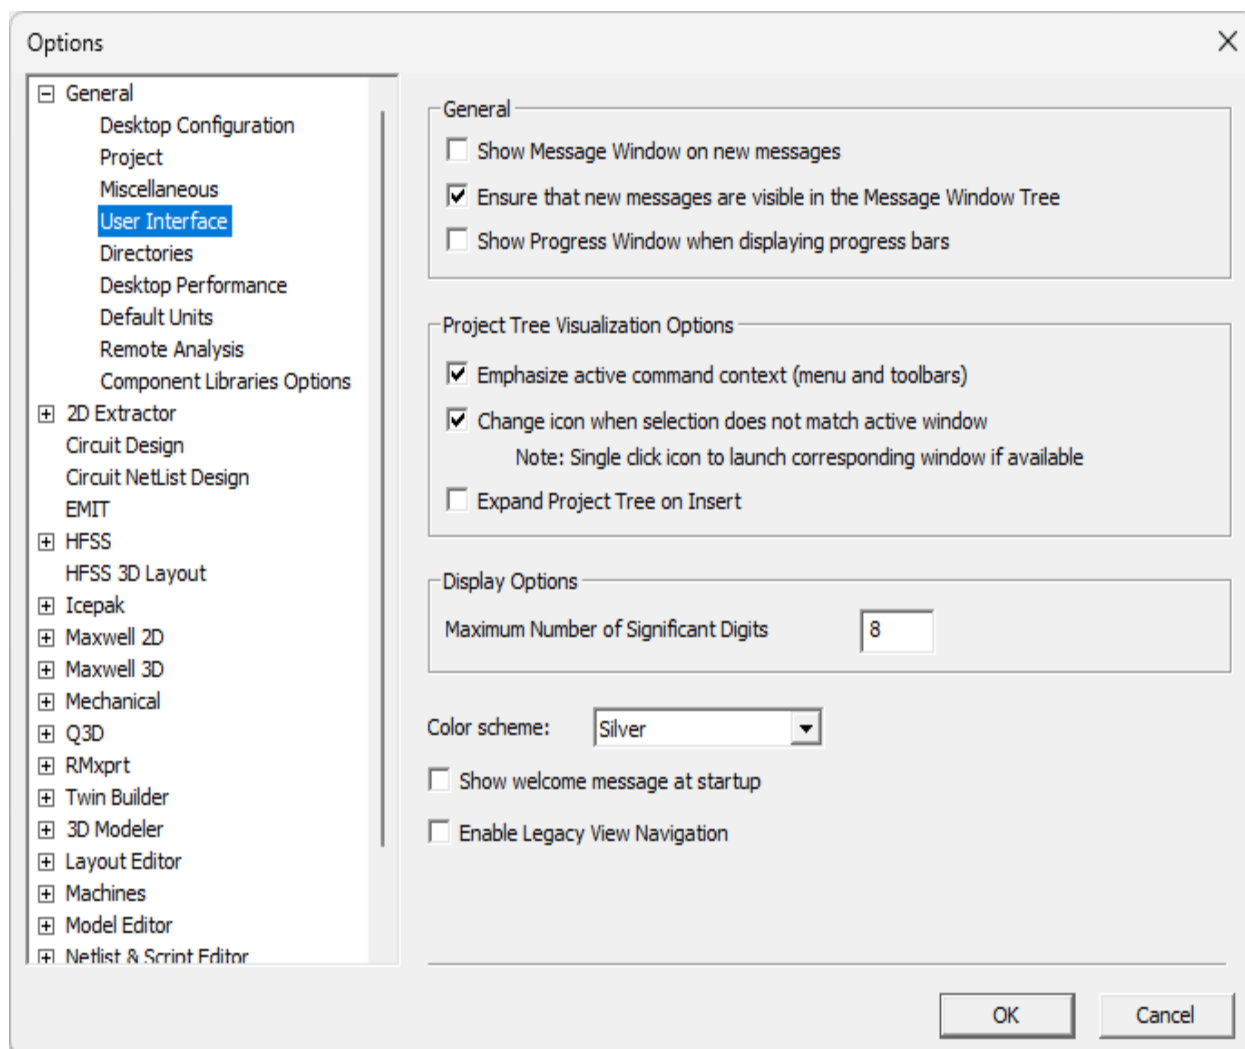 Options
General
Desktop Configuration
Project
Miscellaneous
User Interface
Directories
Desktop Performance
Default Units
Remote Analysis
Component Libraries Options
2D Extractor
Circuit Design
Circuit NetList Design
EMIT
HFSS
HFSS 3D Layout
Icepak
Maxwell 2D
Maxwell 3D
Mechanical
Q3D
RMxprt
Twin Builder
3D Modeler
Layout Editor
Machines
Model Editor
Netlist & Script Editor
General
Show Message Window on new messages
Ensure that new messages are visible in the Message Window Tree
Show Progress Window when displaying progress bars
Project Tree Visualization Options
Emphasize active command context (menu and toolbars)
Change icon when selection does not match active window
Note: Single click icon to launch corresponding window if available
Expand Project Tree on Insert
Display Options
Maximum Number of Significant Digits 8
Color scheme: Silver
Show welcome message at startup
Enable Legacy View Navigation
OK Cancel